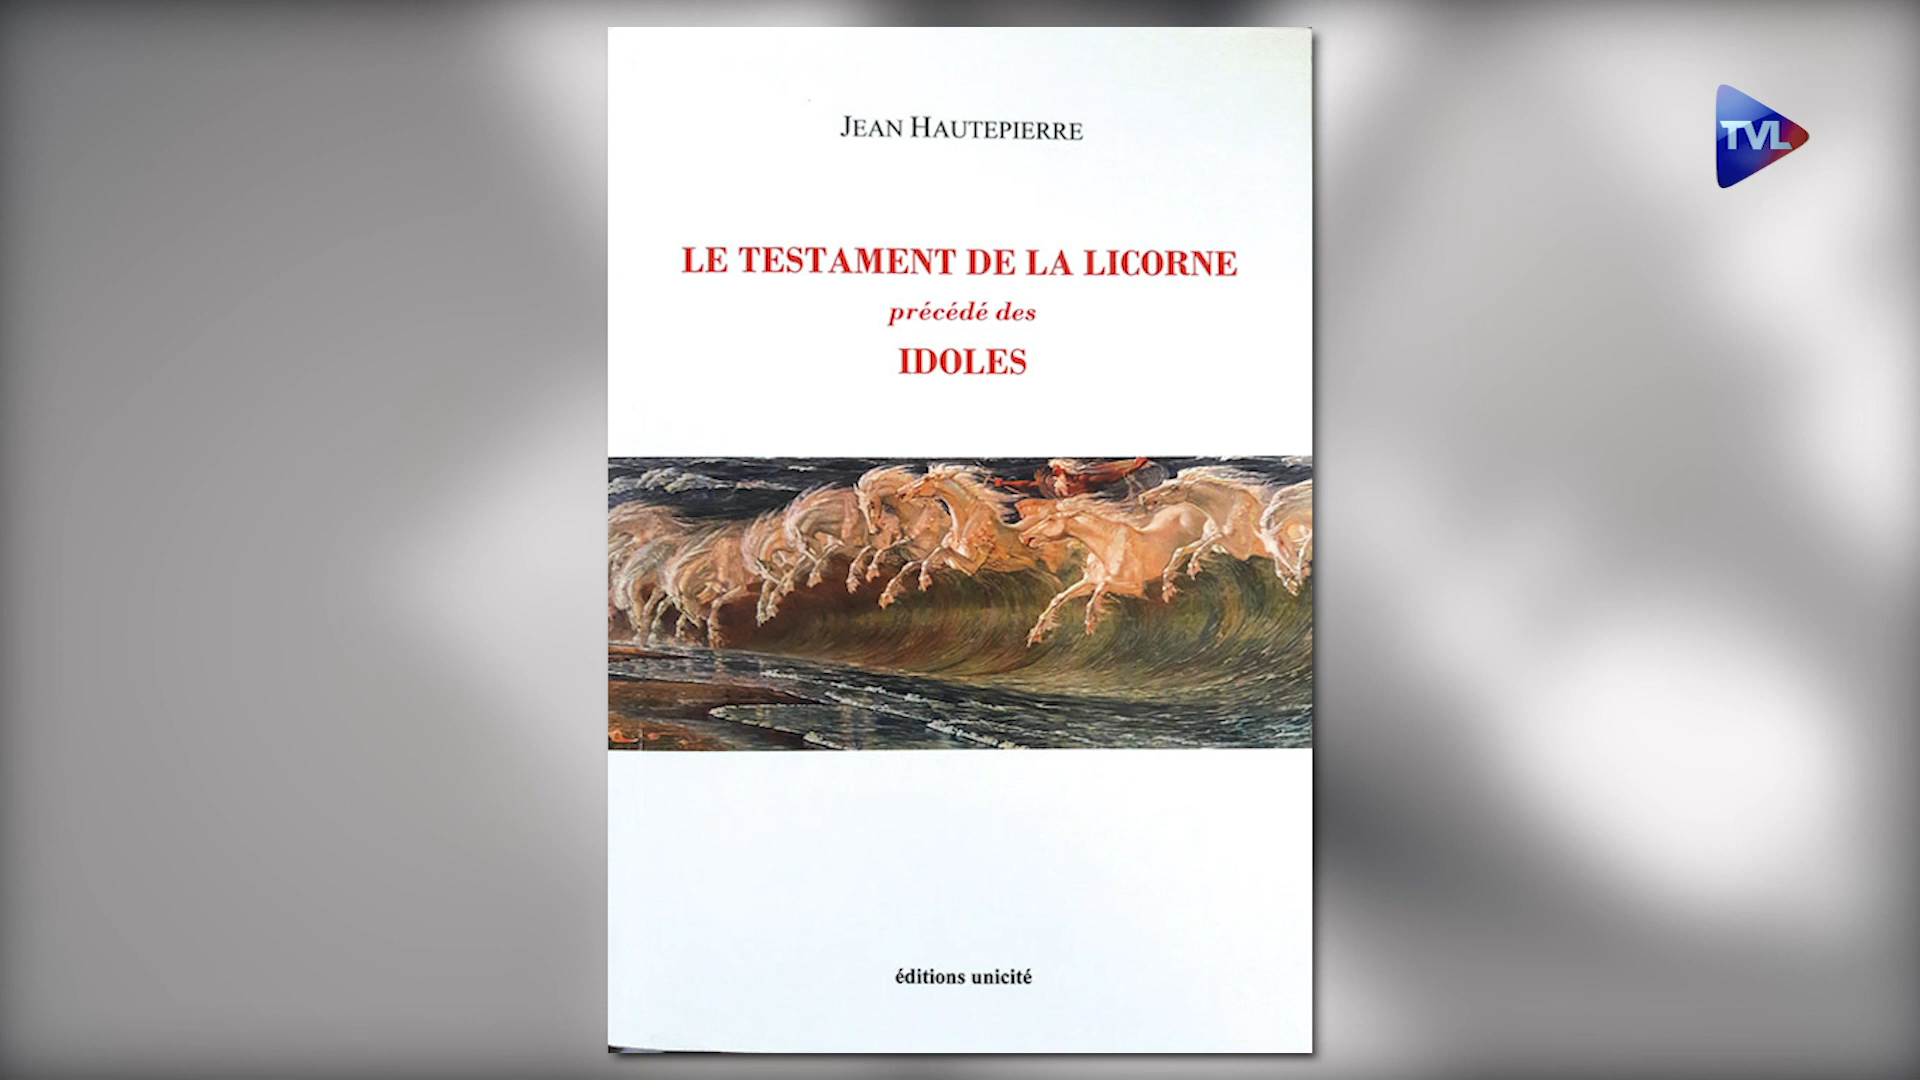 JEAN HAUTEPIERRE
TVL
LE TESTAMENT DE LA LICORNE
précédé des
IDOLES
éditions unicité